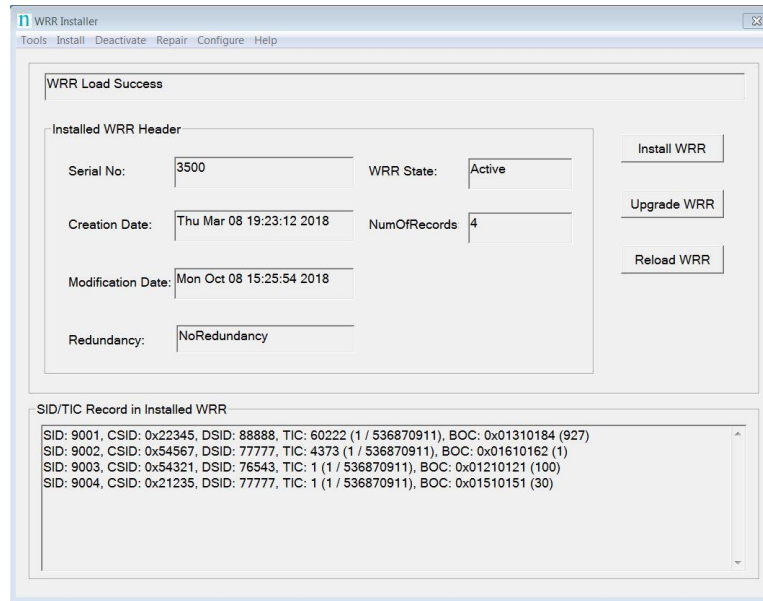 n WRR Installer
Tools Install Deactivate Repair Configure Help
WRR Load Success
Installed WRR Header
Serial No: 3500 WRR State: Active
Install WRR
Creation Date: Thu Mar 08 19:23:12 2018 NumOfRecords: 4
Upgrade WRR
Modification Date: Mon Oct 08 15:25:54 2018
Reload WRR
Redundancy: NoRedundancy
SID/TIC Record in Installed WRR
SID: 9001, CSID: 0x22345, DSID: 88888, TIC: 60222 (1 / 536870911), BOC: 0x01310184 (927)
SID: 9002, CSID: 0x54567, DSID: 77777, TIC: 4373 (1 / 536870911), BOC: 0x01610162 (1)
SID: 9003, CSID: 0x54321, DSID: 76543, TIC: 1 (1 / 536870911), BOC: 0x01210121 (100)
SID: 9004, CSID: 0x21235, DSID: 77777, TIC: 1 (1 / 536870911), BOC: 0x01510151 (30)